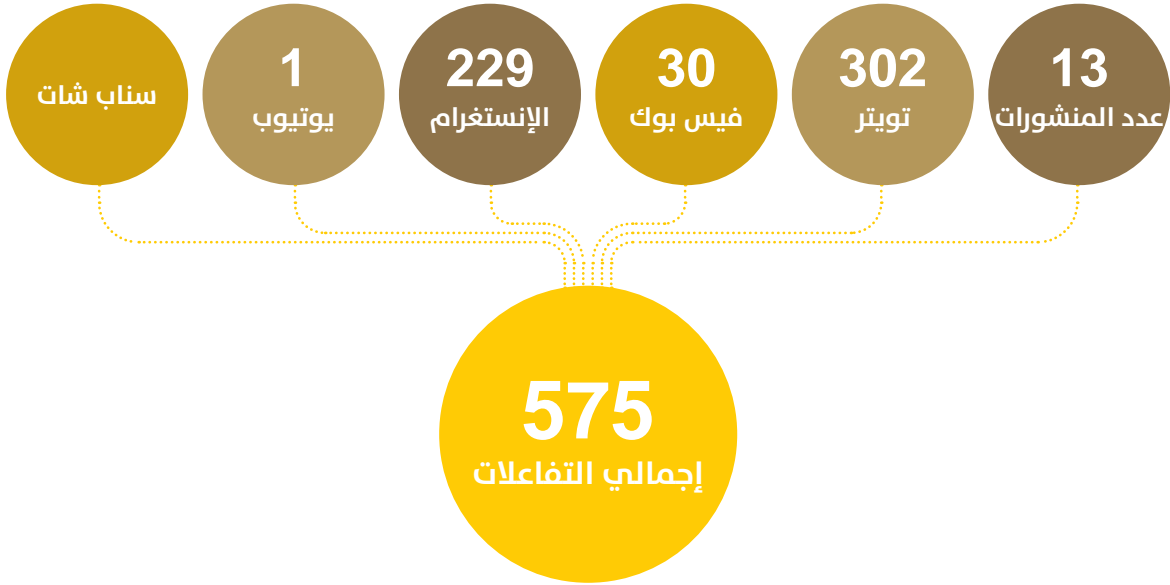 13
عدد المنشورات
302
تويتر
30
فيس بوك
229
الإنستغرام
1
يوتيوب
سناب شات
575
إجمالي التفاعلات